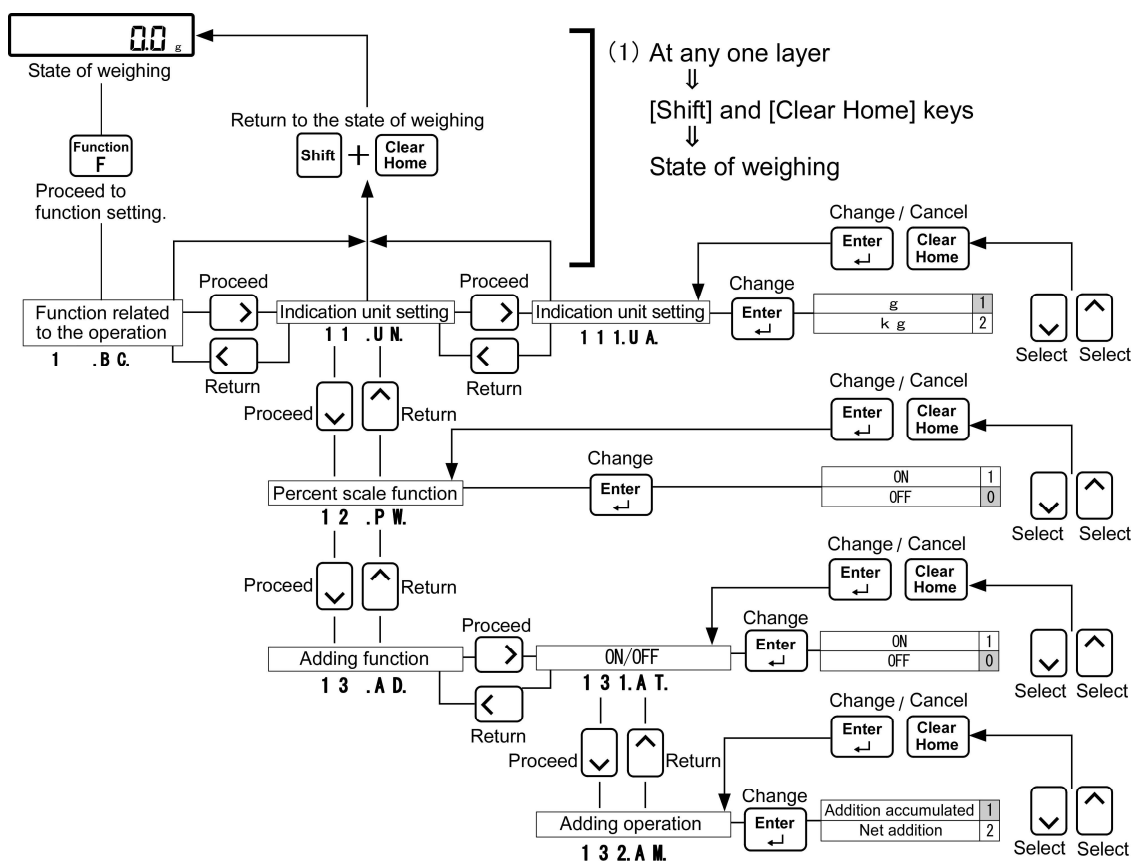 0.0 g
State of weighing
Function
F
Proceed to
function setting.
Return to the state of weighing
Shift + Clear
Home
(1) At any one layer
⇓
[Shift] and [Clear Home] keys
⇓
State of weighing
Change / Cancel
Enter
↵
Clear
Home
Function related
to the operation
1 .B C.
Proceed
>
<
Return
Indication unit setting
1 1 .U N.
Proceed
>
<
Return
Indication unit setting
1 1 1.U A.
Change
Enter
↵
g 1
k g 2
Select Select
Proceed Return
Change / Cancel
Enter
↵
Clear
Home
Percent scale function
1 2 .P W.
Change
Enter
↵
ON 1
OFF 0
Select Select
Proceed Return
Change / Cancel
Enter
↵
Clear
Home
Adding function
1 3 .A D.
Proceed
>
<
Return
ON/OFF
1 3 1.A T.
Change
Enter
↵
ON 1
OFF 0
Select Select
Proceed Return
Change / Cancel
Enter
↵
Clear
Home
Adding operation
1 3 2.A M.
Change
Enter
↵
Addition accumulated 1
Net addition 2
Select Select